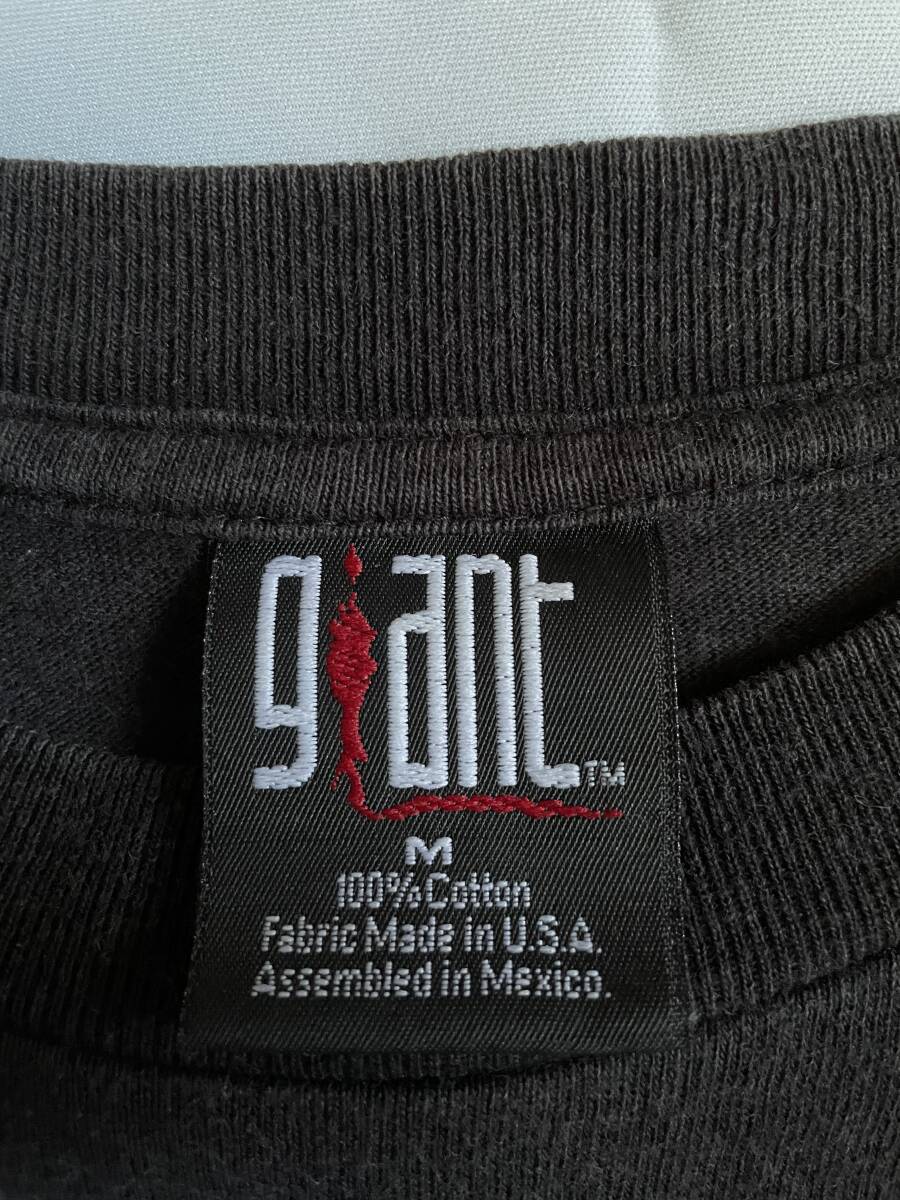 giant™
M
100% Cotton
Fabric Made in U.S.A.
Assembled in Mexico.